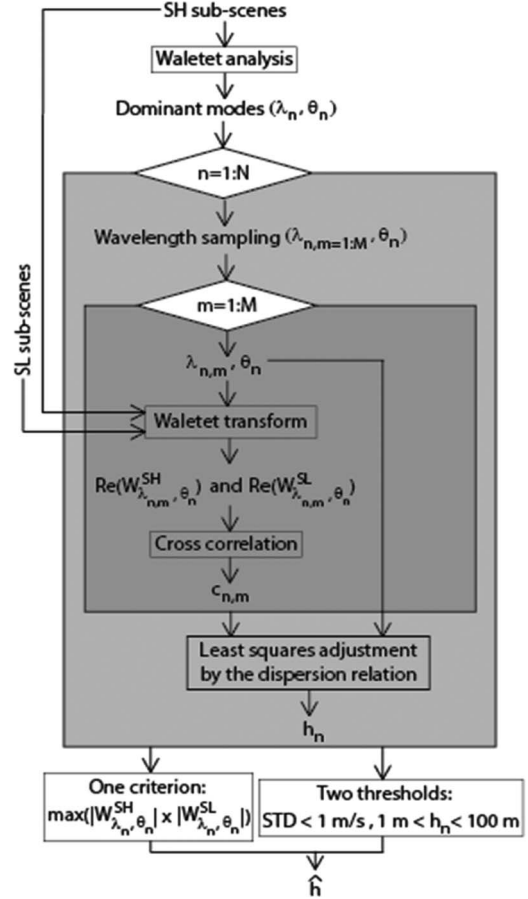 SH sub-scenes
Waletet analysis
Dominant modes (λn, θn)
n=1:N
Wavelength sampling (λn,m=1:M, θn)
m=1:M
SL sub-scenes
λn,m, θn
Waletet transform
Re(W^SH_λn,m, θn) and Re(W^SL_λn,m, θn)
Cross correlation
cn,m
Least squares adjustment
by the dispersion relation
hn
One criterion:
max(|W^SH_λn, θn| x |W^SL_λn, θn|)
Two thresholds:
STD < 1 m/s , 1 m < hn < 100 m
ĥ